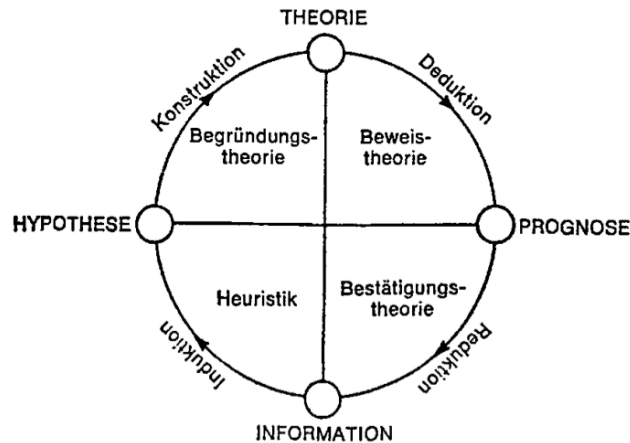 THEORIE
Konstruktion
Deduktion
Begründungs-
theorie
Beweis-
theorie
HYPOTHESE
PROGNOSE
Heuristik
Bestätigungs-
theorie
Induktion
Reduktion
INFORMATION